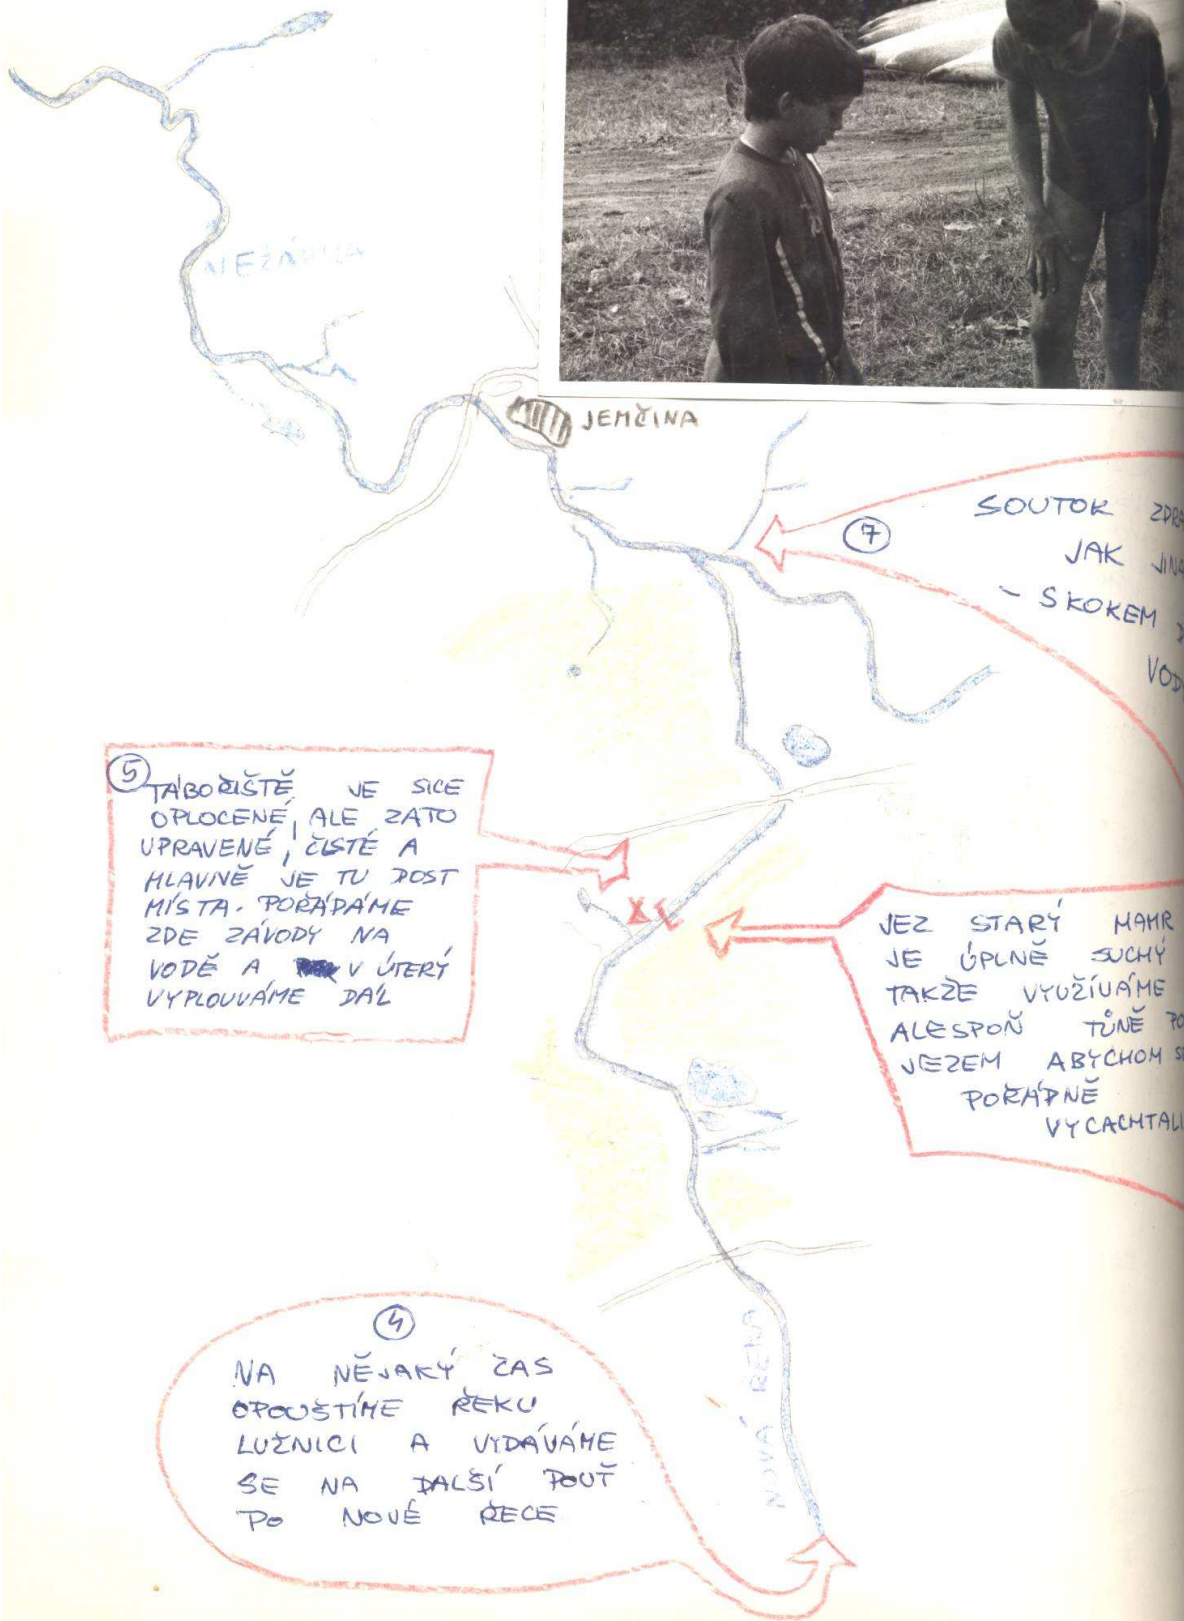 NEŽÁRKA
JEMČINA
7
SOUTOK
JAK
- SKOKEM
5
TÁBOŘIŠTĚ JE SICE
OPLOCENÉ, ALE ZATO
UPRAVENÉ, ČISTÉ A
HLAVNĚ JE TU DOST
MÍSTA. POŘÁDÁME
ZDE ZÁVODY NA
VODĚ A V ÚTERÝ
VYPLOUVÁME DÁL
JEZ STARÝ HAMR
JE ÚPLNĚ SUCHÝ
TAKŽE VYUŽÍVÁME
ALESPOŇ TŮNĚ
JEZEM ABYCHOM
POŘÁDNĚ
VYCACHTALI
4
NA NĚJAKÝ ČAS
OPOUŠTÍME ŘEKU
LUŽNICI A VYDÁVÁME
SE NA DALŠÍ POUŤ
PO NOVÉ ŘECE
NOVÁ ŘEKA